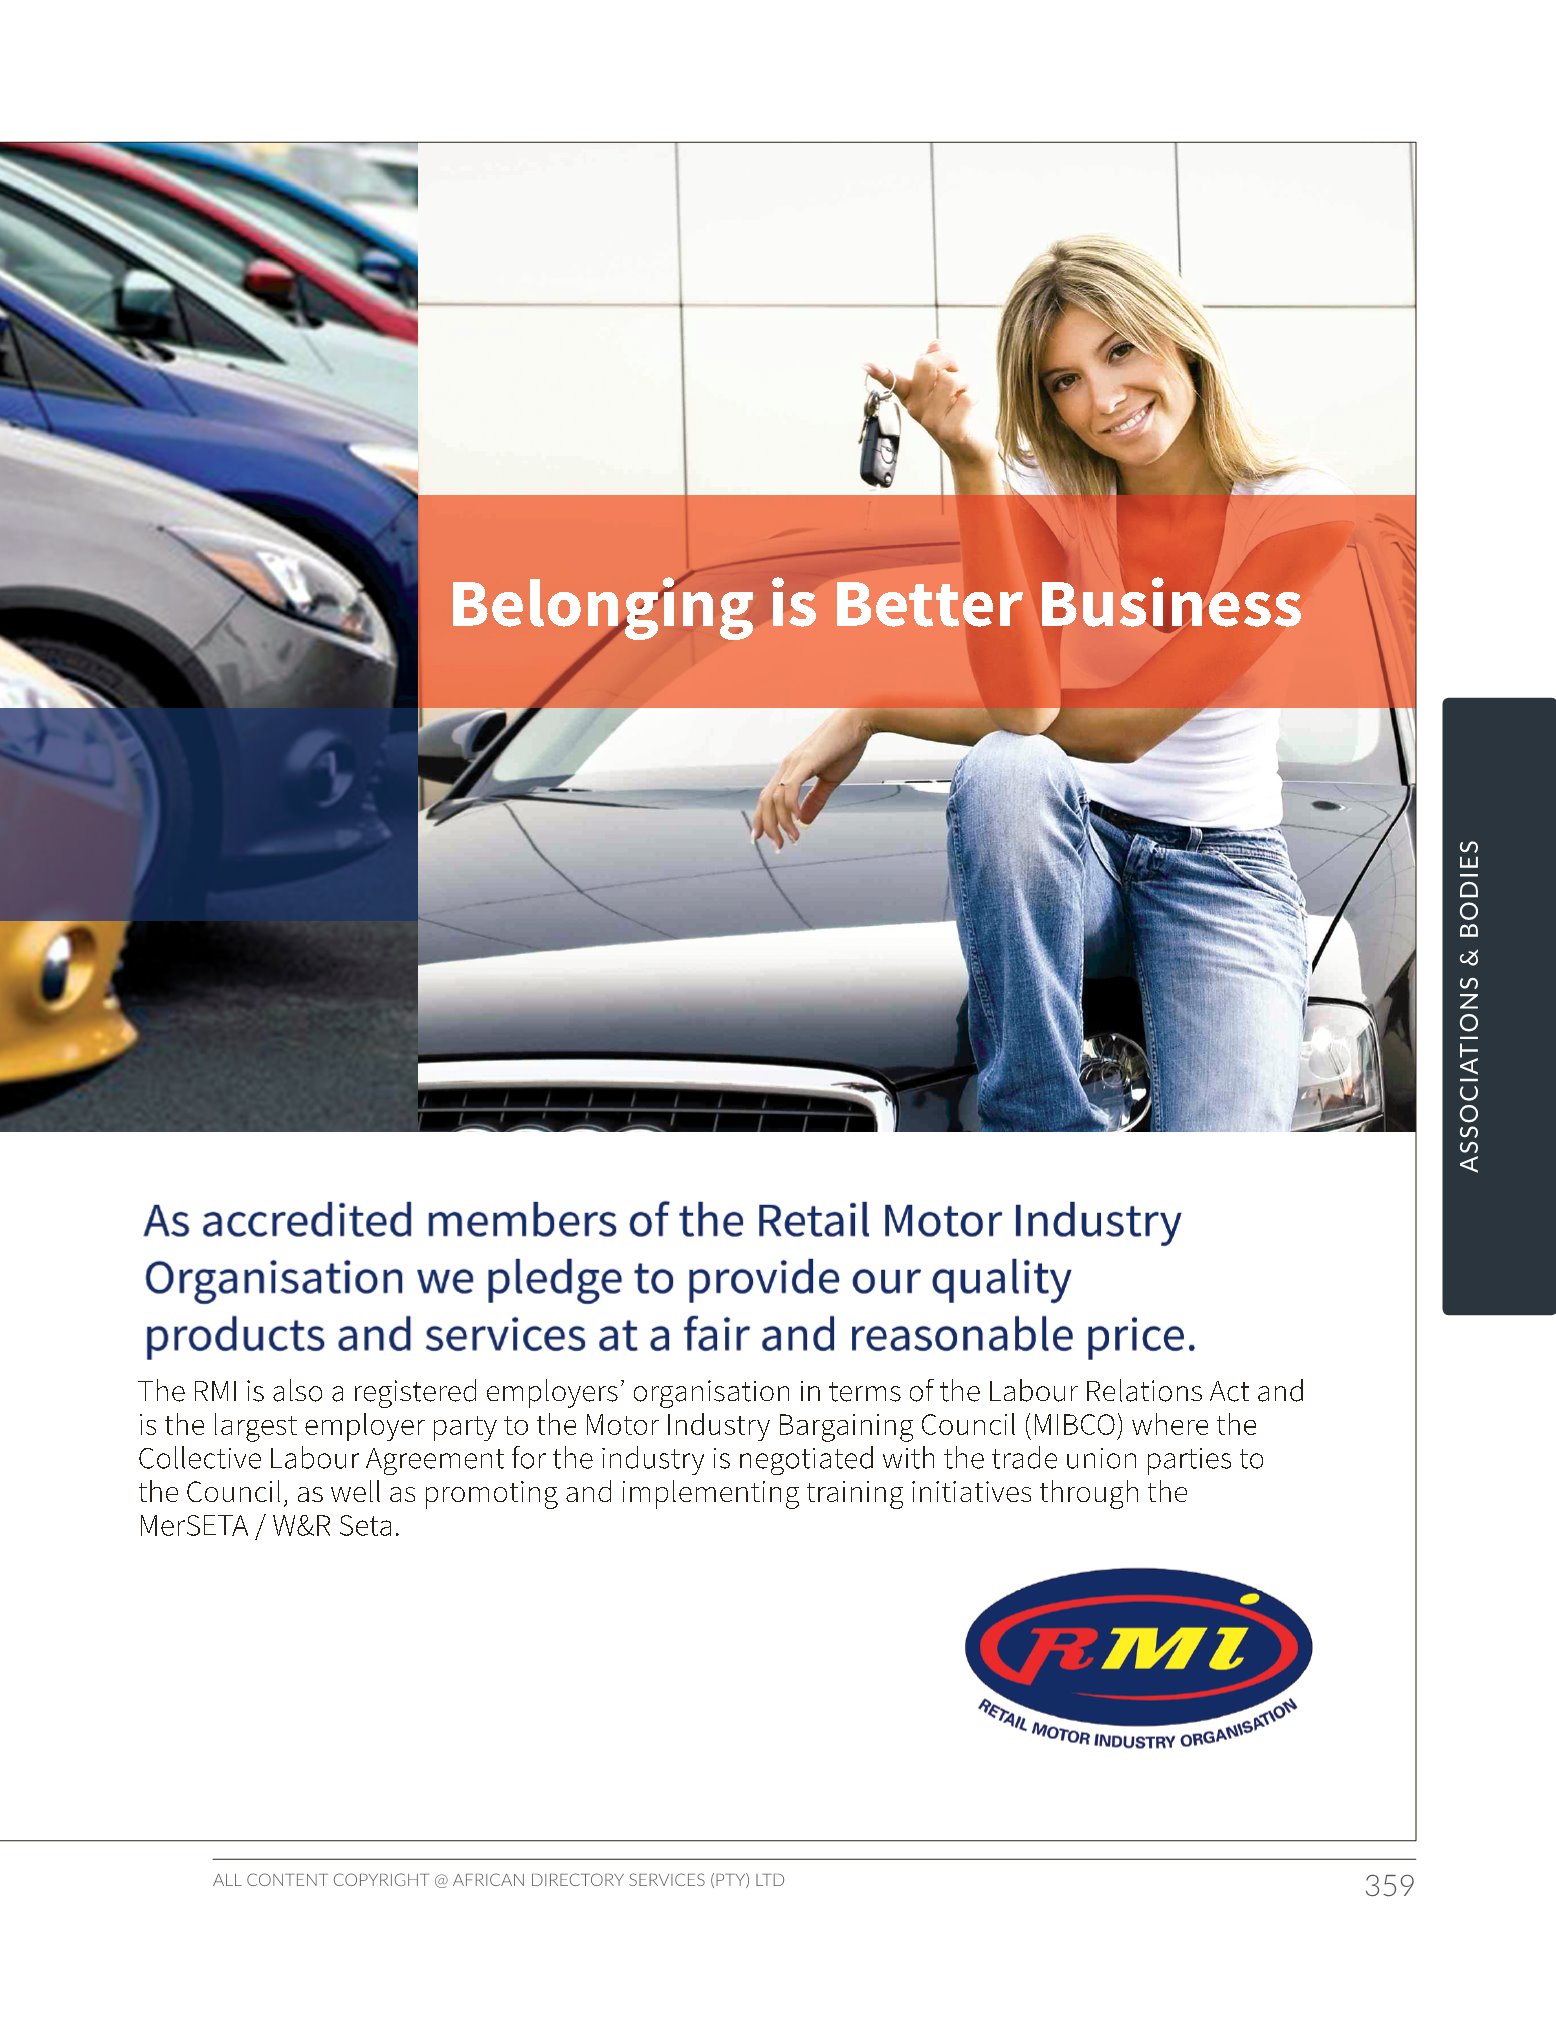 Belonging is Better Business
ASSOCIATIONS & BODIES
As accredited members of the Retail Motor Industry
Organisation we pledge to provide our quality
products and services at a fair and reasonable price.
The RMI is also a registered employers’ organisation in terms of the Labour Relations Act and
is the largest employer party to the Motor Industry Bargaining Council (MIBCO) where the
Collective Labour Agreement for the industry is negotiated with the trade union parties to
the Council, as well as promoting and implementing training initiatives through the
MerSETA / W&R Seta.
RMi
RETAIL MOTOR INDUSTRY ORGANISATION
ALL CONTENT COPYRIGHT @ AFRICAN DIRECTORY SERVICES (PTY) LTD
359